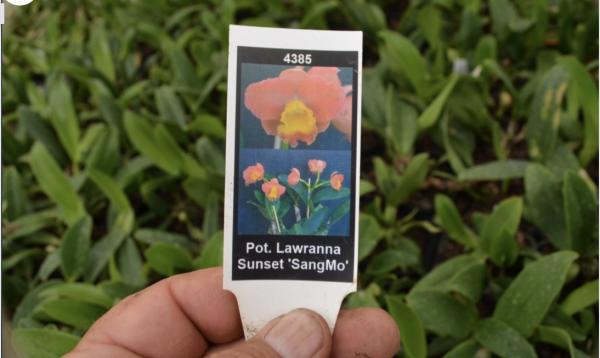 4385
Pot. Lawranna
Sunset 'SangMo'